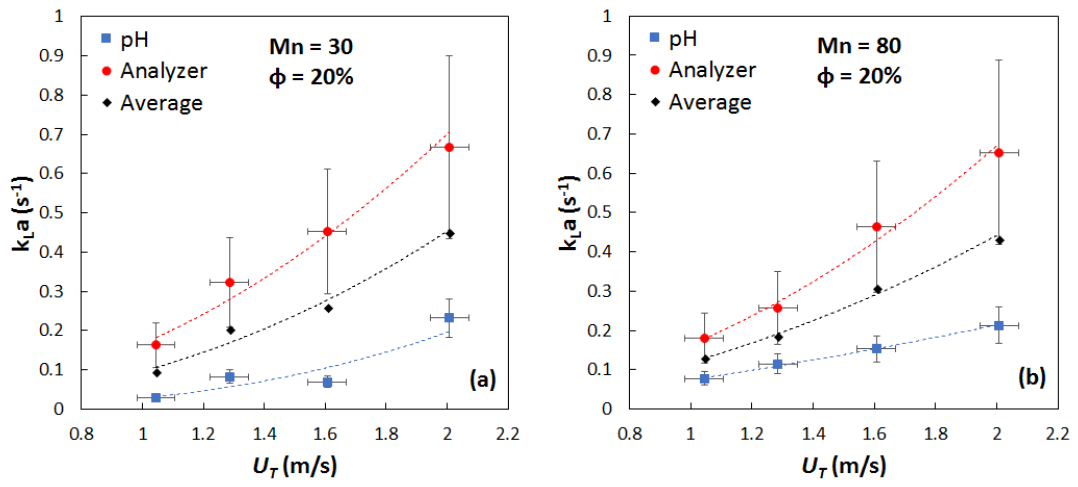 1
0.9
0.8
0.7
0.6
0.5
0.4
0.3
0.2
0.1
0
k_La (s⁻¹)
pH
Analyzer
Average
Mn = 30
ϕ = 20%
(a)
0.8 1 1.2 1.4 1.6 1.8 2 2.2
U_T (m/s)
1
0.9
0.8
0.7
0.6
0.5
0.4
0.3
0.2
0.1
0
k_La (s⁻¹)
pH
Analyzer
Average
Mn = 80
ϕ = 20%
(b)
0.8 1 1.2 1.4 1.6 1.8 2 2.2
U_T (m/s)